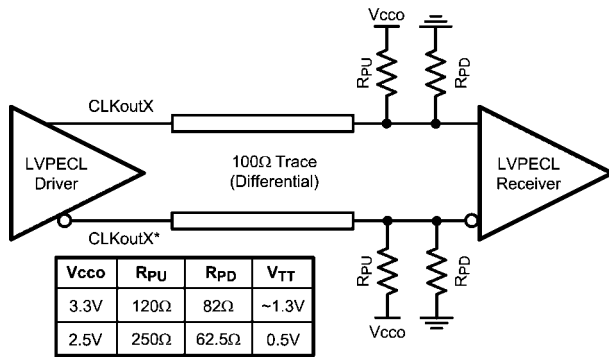 Vcco
RPU
RPD
CLKoutX
LVPECL
Driver
100Ω Trace
(Differential)
LVPECL
Receiver
CLKoutX*
RPU
RPD
Vcco
Vcco RPU RPD VTT
3.3V 120Ω 82Ω ~1.3V
2.5V 250Ω 62.5Ω 0.5V